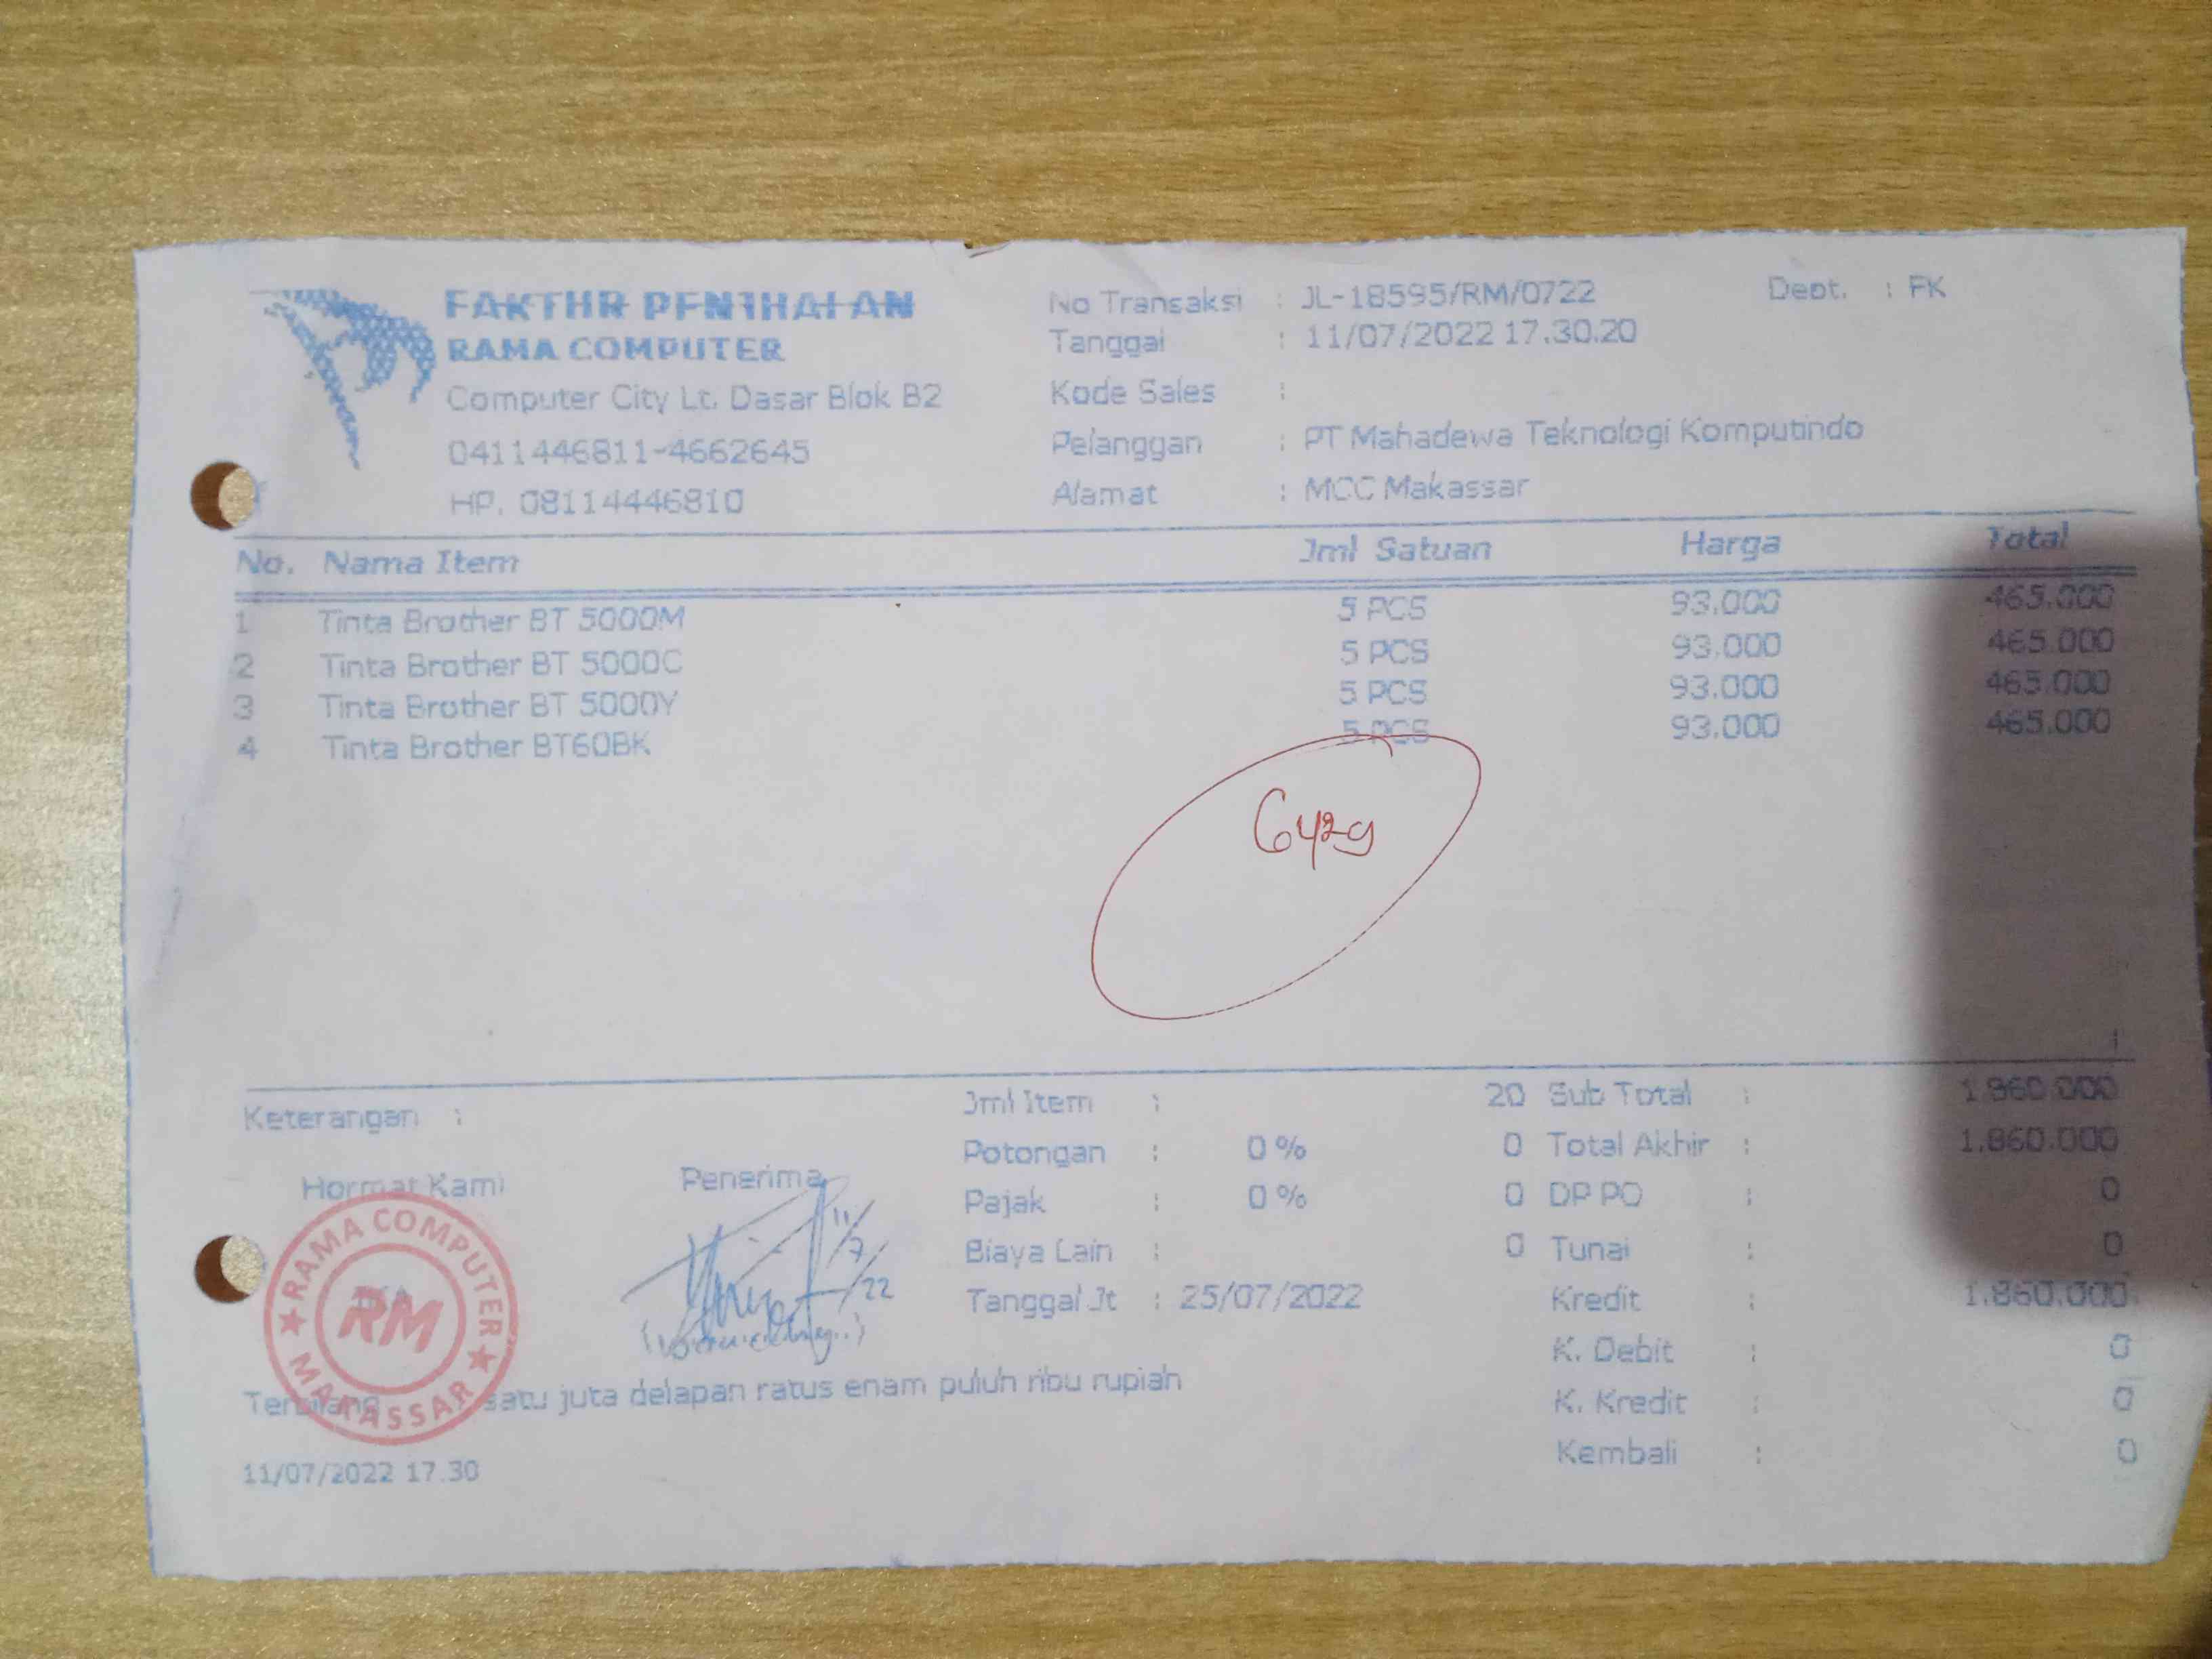 FAKTUR PENJUALAN
RAMA COMPUTER
Computer City Lt. Dasar Blok B2
0411446811-4662645
HP. 08114446810
No Transaksi : JL-18595/RM/0722
Dept. : FK
Tanggal : 11/07/2022 17.30.20
Kode Sales :
Pelanggan : PT Mahadewa Teknologi Komputindo
Alamat : MCC Makassar
No. Nama Item Jml Satuan Harga Total
1 Tinta Brother BT 5000M 5 PCS 93.000 465.000
2 Tinta Brother BT 5000C 5 PCS 93.000 465.000
3 Tinta Brother BT 5000Y 5 PCS 93.000 465.000
4 Tinta Brother BT60BK 5 PCS 93.000 465.000
6429
Keterangan :
Hormat Kami
Penerima
11/7/22
RAMA COMPUTER
RM
MAKASSAR
Jml Item : 20
Potongan : 0 % 0
Pajak : 0 % 0
Biaya Lain : 0
Tanggal Jt : 25/07/2022
Sub Total : 1.860.000
Total Akhir : 1.860.000
DP PO : 0
Tunai : 0
Kredit : 1.860.000
K. Debit : 0
K. Kredit : 0
Kembali : 0
Terbilang satu juta delapan ratus enam puluh ribu rupiah
11/07/2022 17.30